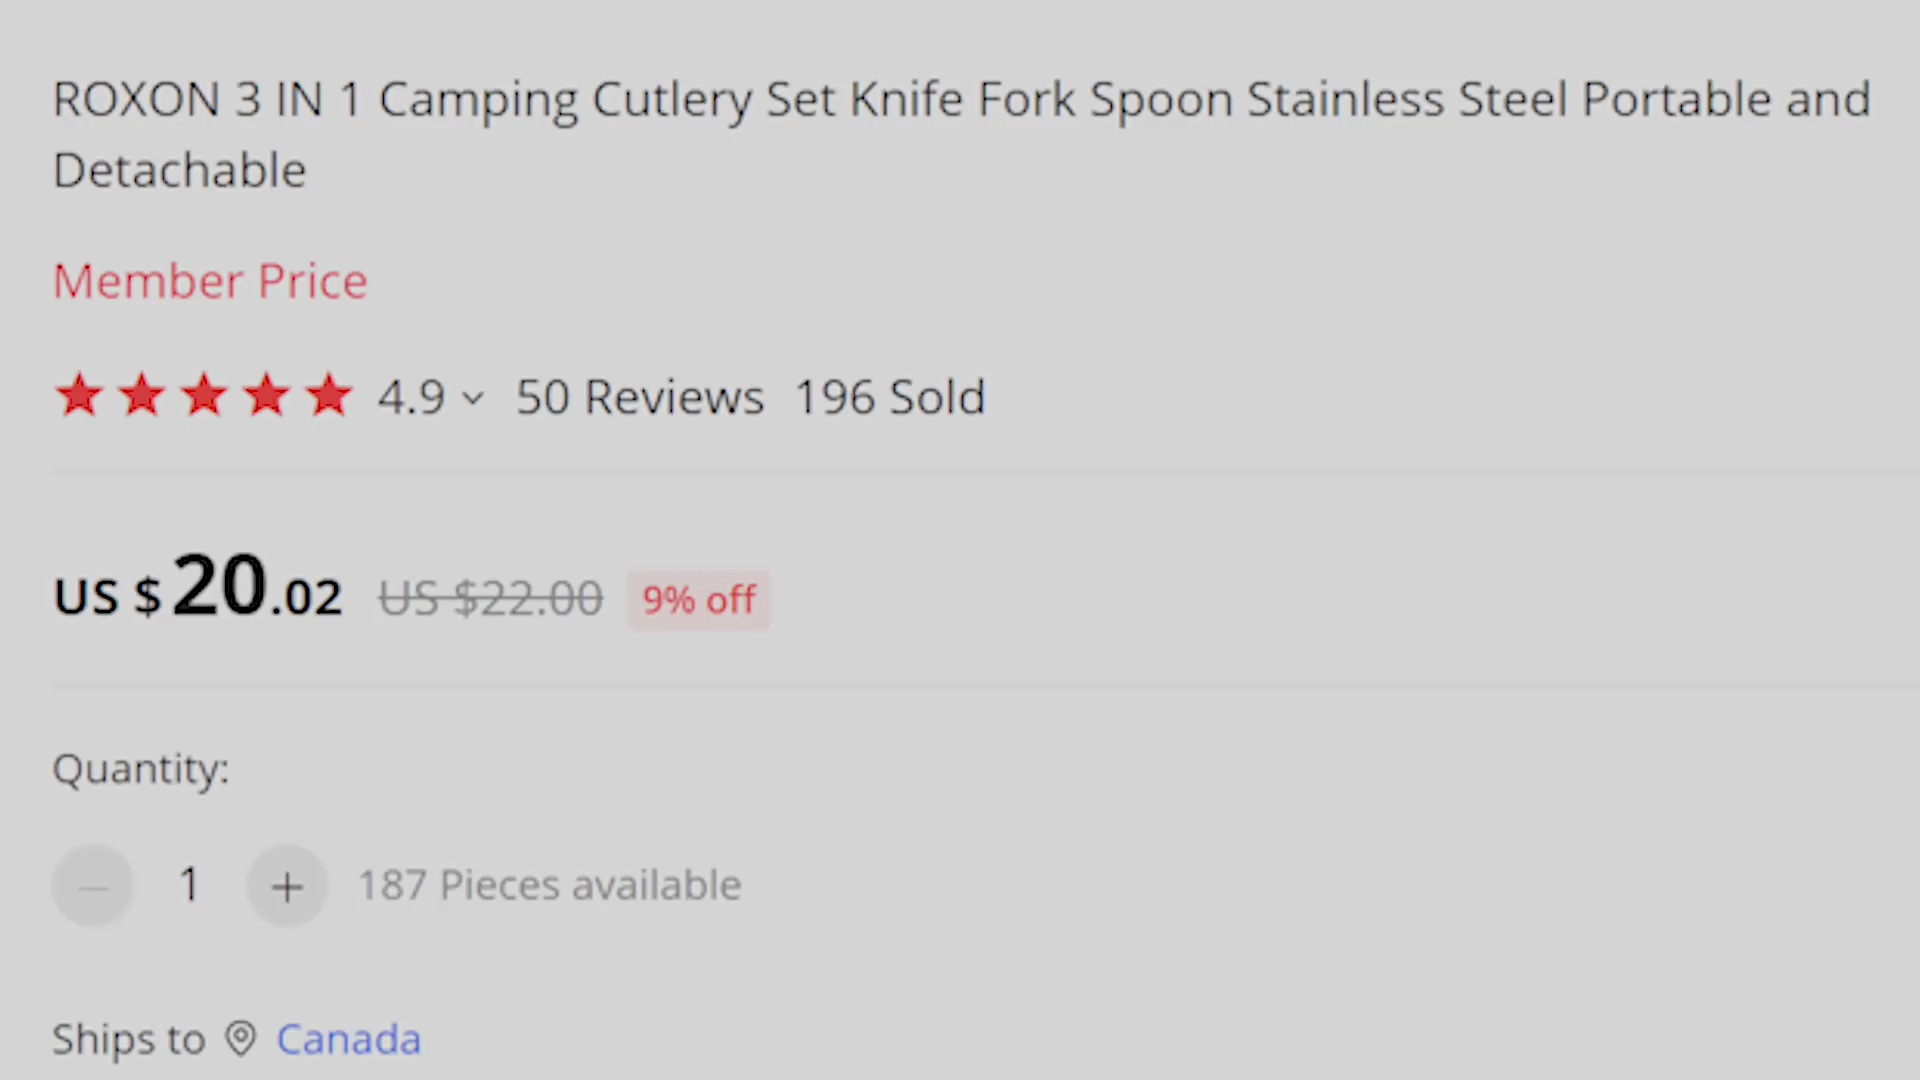 ROXON 3 IN 1 Camping Cutlery Set Knife Fork Spoon Stainless Steel Portable and
Detachable
Member Price
4.9 50 Reviews 196 Sold
US $20.02 US $22.00 9% off
Quantity:
1 187 Pieces available
Ships to Canada